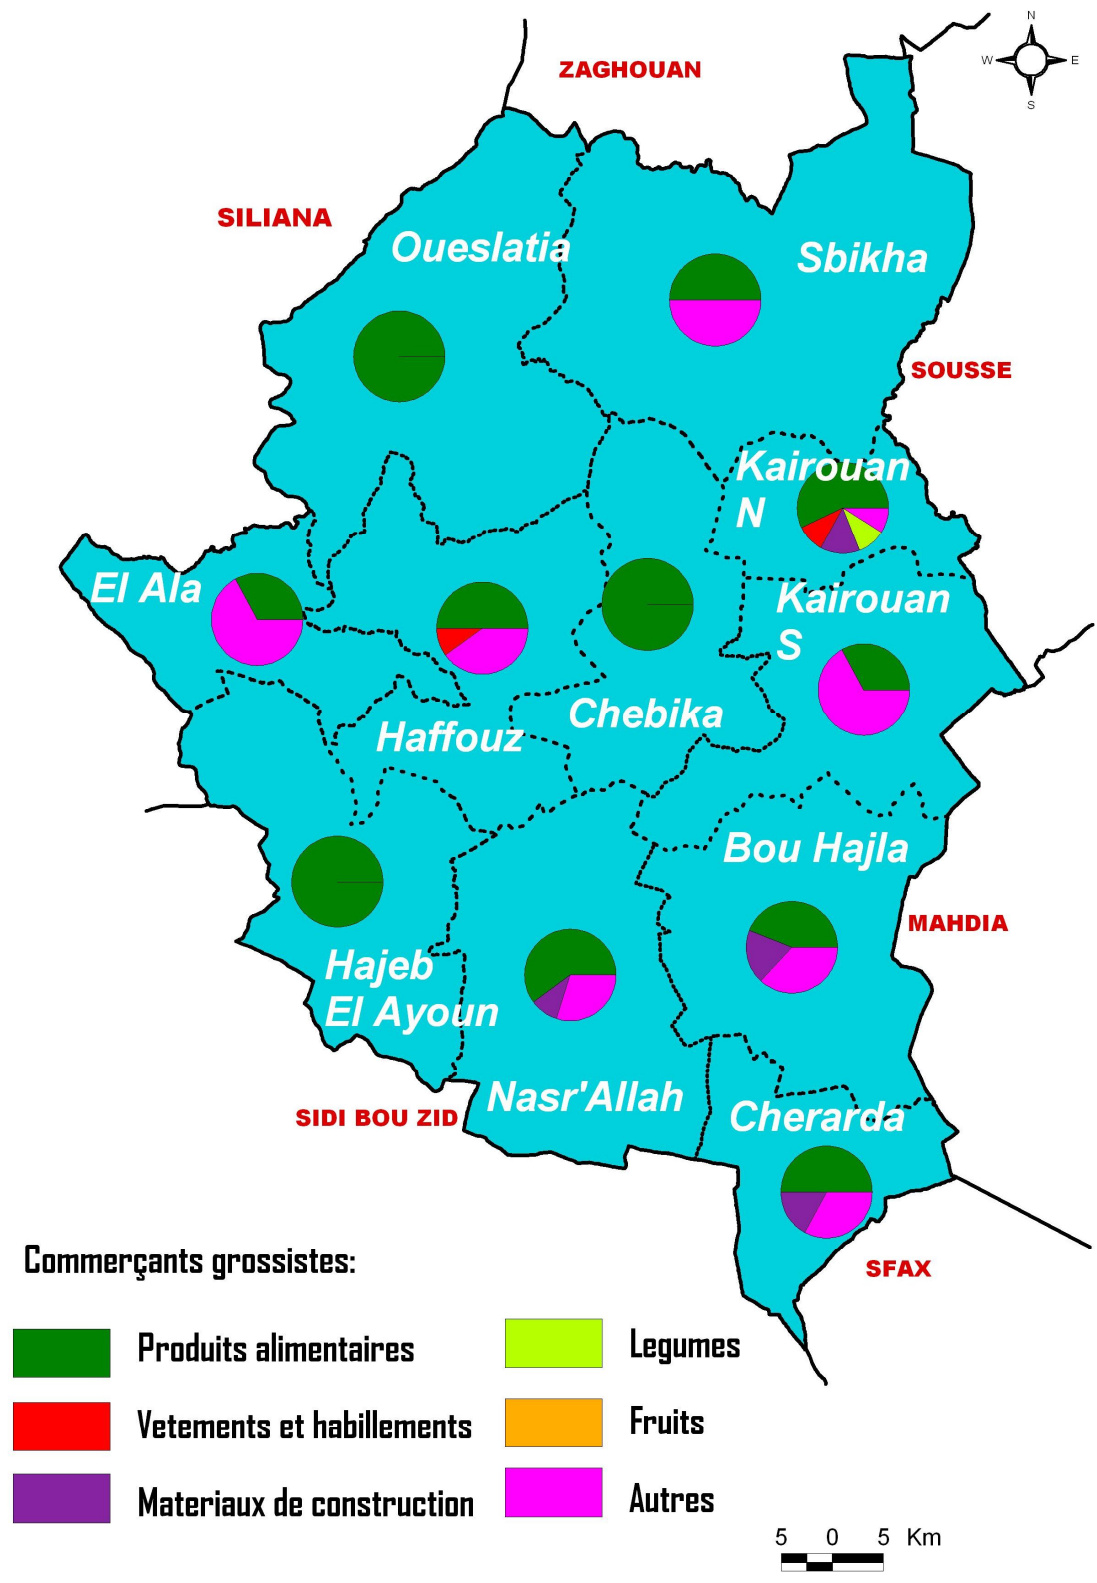 N
W E
S
ZAGHOUAN
SILIANA
Oueslatia
Sbikha
SOUSSE
Kairouan
N
El Ala
Kairouan
S
Chebika
Haffouz
Bou Hajla
MAHDIA
Hajeb
El Ayoun
Nasr'Allah
SIDI BOU ZID
Cherarda
SFAX
Commerçants grossistes:
Produits alimentaires
Vetements et habillements
Materiaux de construction
Legumes
Fruits
Autres
5 0 5 Km